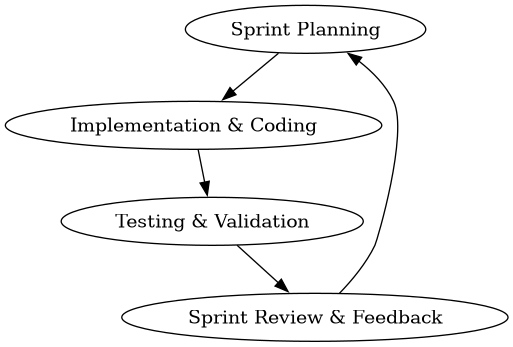 Sprint Planning
Implementation & Coding
Testing & Validation
Sprint Review & Feedback